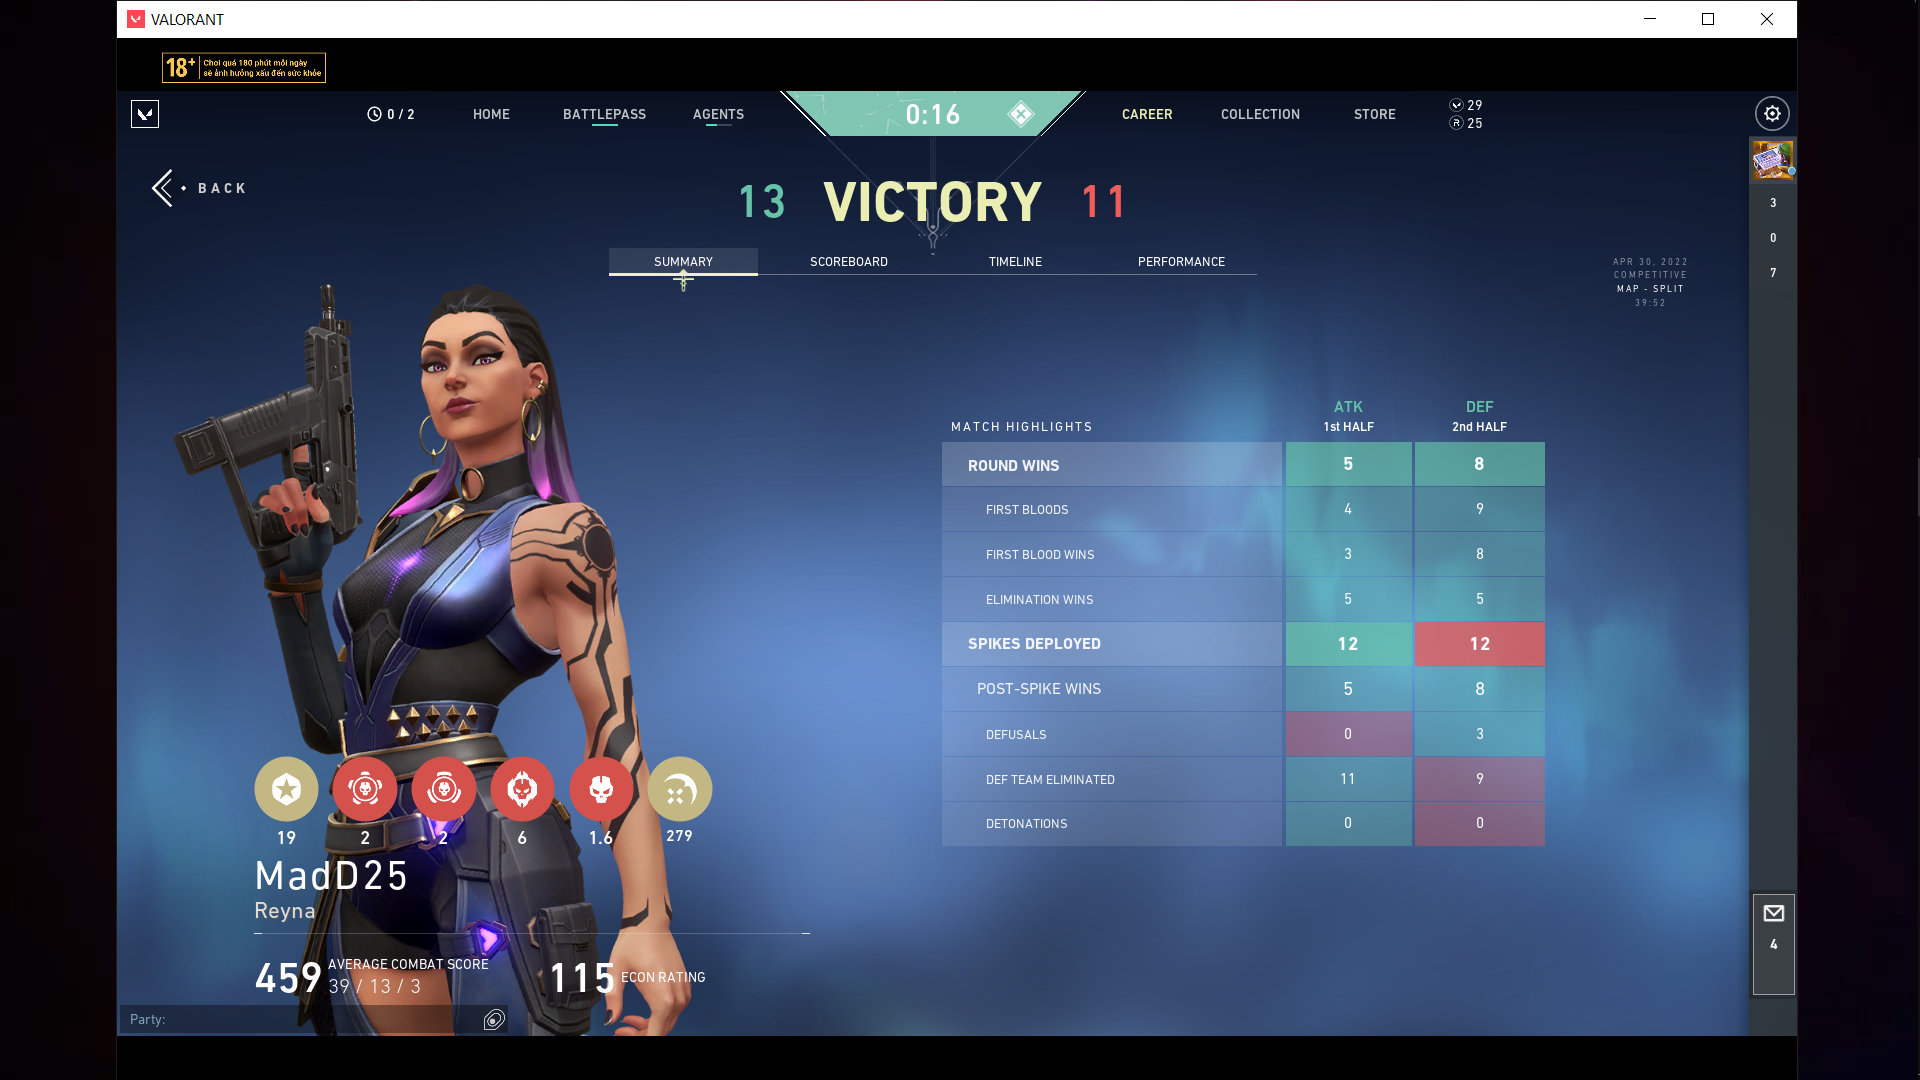 VALORANT
18+ Chơi quá 180 phút mỗi ngày
sẽ ảnh hưởng xấu đến sức khỏe
0 / 2
HOME
BATTLEPASS
AGENTS
0:16
CAREER
COLLECTION
STORE
29
R 25
BACK
13 VICTORY 11
SUMMARY
SCOREBOARD
TIMELINE
PERFORMANCE
3
0
7
APR 30, 2022
COMPETITIVE
MAP - SPLIT
39:52
ATK DEF
MATCH HIGHLIGHTS 1st HALF 2nd HALF
ROUND WINS 5 8
FIRST BLOODS 4 9
FIRST BLOOD WINS 3 8
ELIMINATION WINS 5 5
SPIKES DEPLOYED 12 12
POST-SPIKE WINS 5 8
DEFUSALS 0 3
DEF TEAM ELIMINATED 11 9
DETONATIONS 0 0
19 2 2 6 1.6 279
MadD25
Reyna
459 AVERAGE COMBAT SCORE
39 / 13 / 3
115 ECON RATING
Party:
4